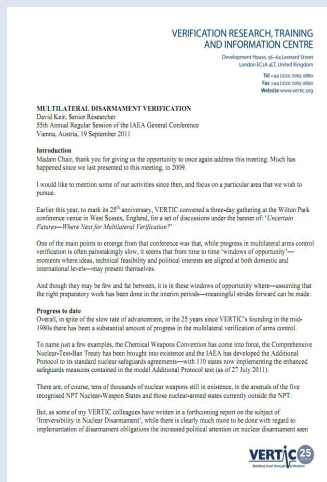 VERIFICATION RESEARCH, TRAINING
AND INFORMATION CENTRE
Development House, 56-64 Leonard Street
London EC2A 4LT, United Kingdom
Tel +44 (0)20 7065 0880
Fax +44 (0)20 7065 0890
Website www.vertic.org
MULTILATERAL DISARMAMENT VERIFICATION
David Keir, Senior Researcher
55th Annual Regular Session of the IAEA General Conference
Vienna, Austria, 19 September 2011
Introduction
Madam Chair, thank you for giving us the opportunity to once again address this meeting. Much has
happened since we last presented to this meeting, in 2009.
I would like to mention some of our activities since then, and focus on a particular area that we wish to
pursue.
Earlier this year, to mark its 25th anniversary, VERTIC convened a three-day gathering at the Wilton Park
conference venue in West Sussex, England, for a set of discussions under the banner of: 'Uncertain
Futures—Where Next for Multilateral Verification?'
One of the main points to emerge from that conference was that, while progress in multilateral arms control
verification is often painstakingly slow, it seems that from time to time 'windows of opportunity'—
moments where ideas, technical feasibility and political interests are aligned at both domestic and
international levels—may present themselves.
And though they may be few and far between, it is in these windows of opportunity where—assuming that
the right preparatory work has been done in the interim periods—meaningful strides forward can be made.
Progress to date
Overall, in spite of the slow rate of advancement, in the 25 years since VERTIC's founding in the mid-
1980s there has been a substantial amount of progress in the multilateral verification of arms control.
To name just a few examples, the Chemical Weapons Convention has come into force, the Comprehensive
Nuclear-Test-Ban Treaty has been brought into existence and the IAEA has developed the Additional
Protocol to its standard nuclear safeguards agreements—with 110 states now implementing the enhanced
safeguards measures contained in the model Additional Protocol text (as of 27 July 2011).
There are, of course, tens of thousands of nuclear weapons still in existence, in the arsenals of the five
recognised NPT Nuclear-Weapon States and those nuclear-armed states currently outside the NPT.
But, as some of my VERTIC colleagues have written in a forthcoming report on the subject of
'Irreversibility in Nuclear Disarmament', while there is clearly much more to be done with regard to
implementation of disarmament obligations the increased political attention on nuclear disarmament seen
VERTIC 25
Building trust through verification